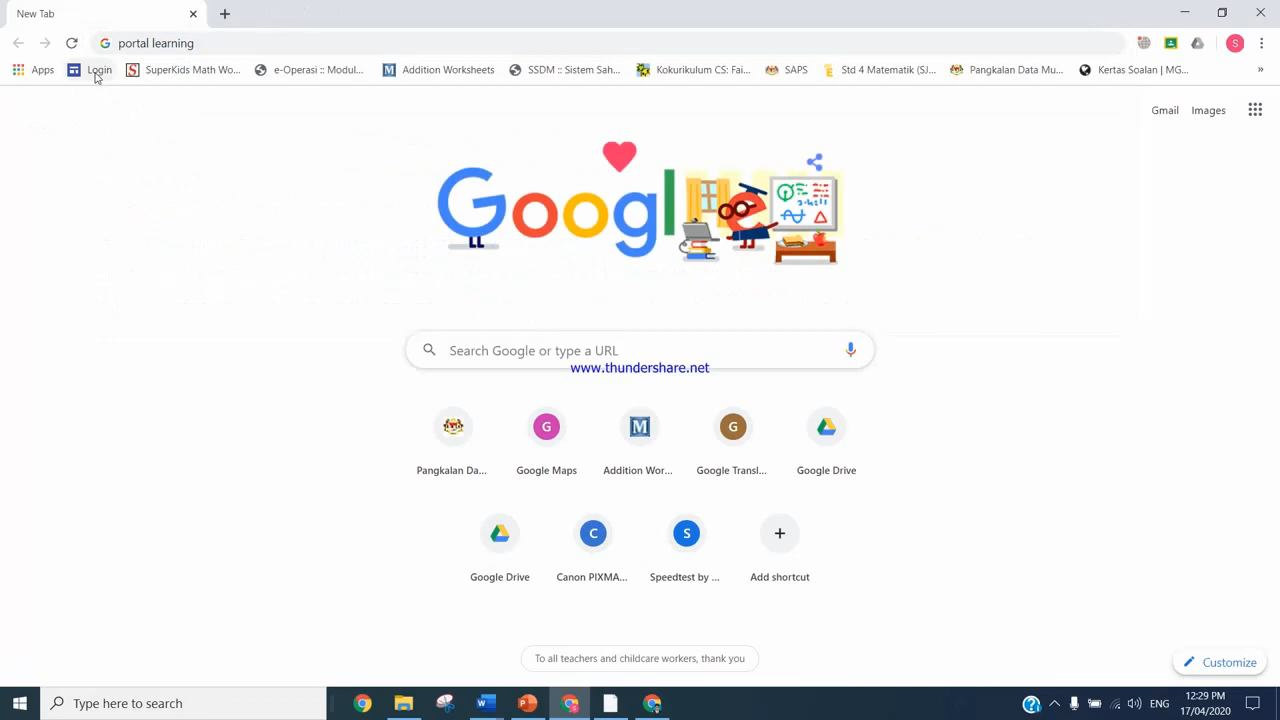 New Tab
portal learning
Apps
Login
SuperKids Math Wo...
e-Operasi :: Modul...
Addition Worksheets
SSDM :: Sistem Sah...
Kokurikulum CS: Fai...
SAPS
Std 4 Matematik (SJ...
Pangkalan Data Mu...
Kertas Soalan | MG...
»
Gmail
Images
Google
Search Google or type a URL
www.thundershare.net
Pangkalan Da...
Google Maps
Addition Wor...
Google Transl...
Google Drive
Google Drive
Canon PIXMA...
Speedtest by ...
Add shortcut
To all teachers and childcare workers, thank you
Customize
Type here to search
ENG
12:29 PM
17/04/2020